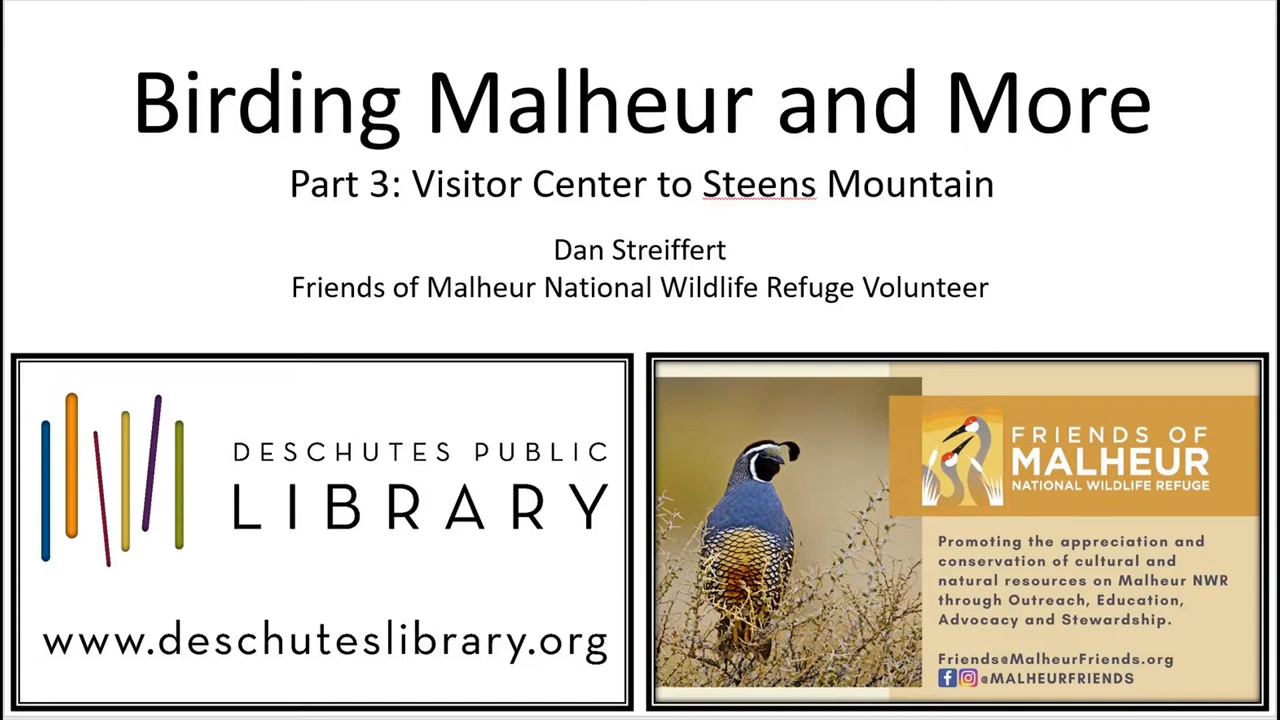 Birding Malheur and More
Part 3: Visitor Center to Steens Mountain
Dan Streiffert
Friends of Malheur National Wildlife Refuge Volunteer
DESCHUTES PUBLIC
LIBRARY
www.deschuteslibrary.org
FRIENDS OF
MALHEUR
NATIONAL WILDLIFE REFUGE
Promoting the appreciation and
conservation of cultural and
natural resources on Malheur NWR
through Outreach, Education,
Advocacy and Stewardship.
Friends@MalheurFriends.org
@MALHEURFRIENDS